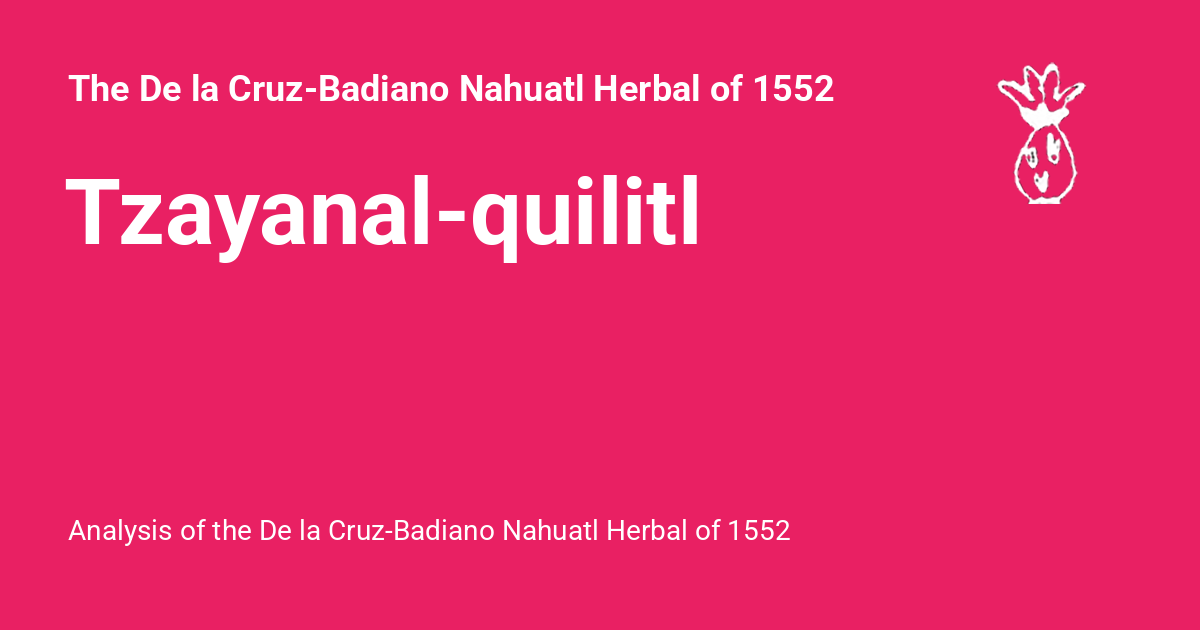 The De la Cruz-Badiano Nahuatl Herbal of 1552
Tzayanal-quilitl
Analysis of the De la Cruz-Badiano Nahuatl Herbal of 1552